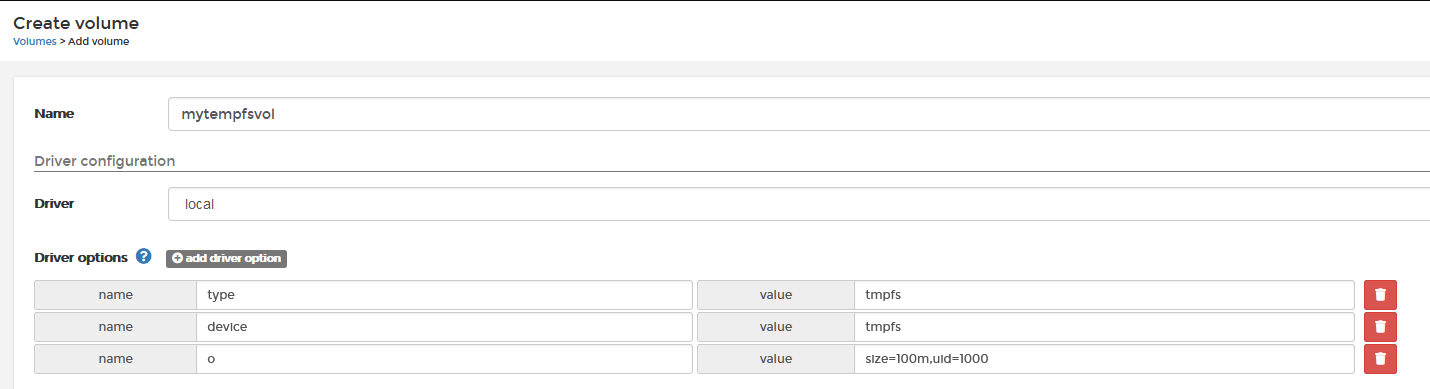 Create volume
Volumes > Add volume
Name mytempfsvol
Driver configuration
Driver local
Driver options ? add driver option
name type value tmpfs
name device value tmpfs
name o value size=100m,uid=1000